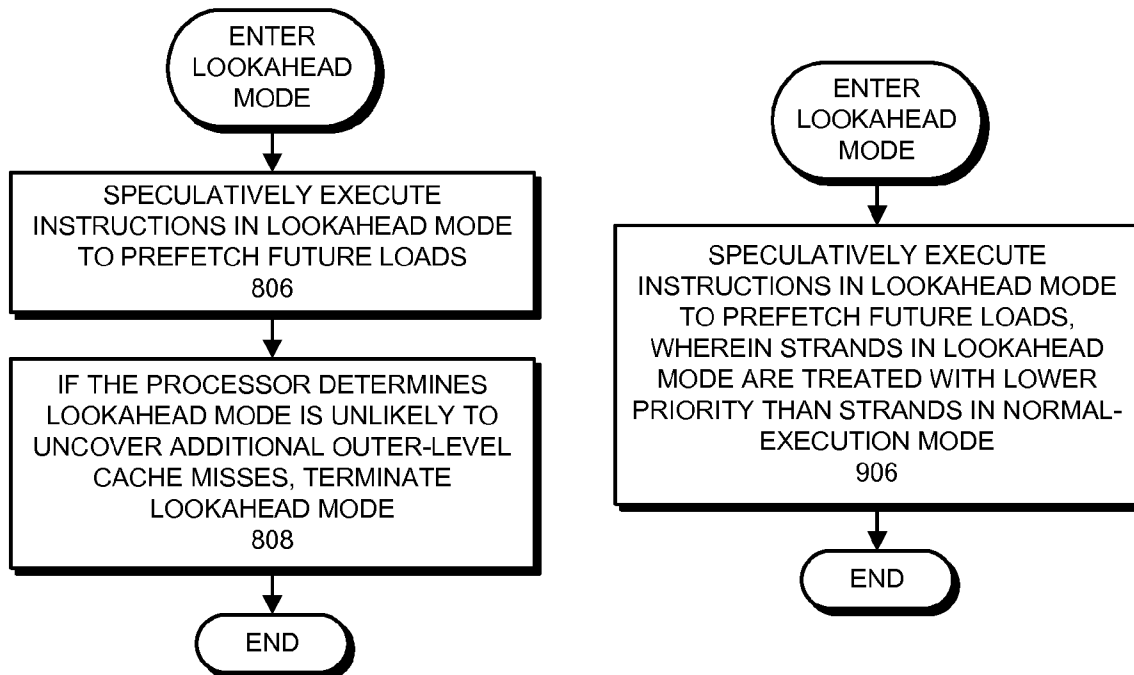 ENTER
LOOKAHEAD
MODE
SPECULATIVELY EXECUTE
INSTRUCTIONS IN LOOKAHEAD MODE
TO PREFETCH FUTURE LOADS
806
IF THE PROCESSOR DETERMINES
LOOKAHEAD MODE IS UNLIKELY TO
UNCOVER ADDITIONAL OUTER-LEVEL
CACHE MISSES, TERMINATE
LOOKAHEAD MODE
808
END
ENTER
LOOKAHEAD
MODE
SPECULATIVELY EXECUTE
INSTRUCTIONS IN LOOKAHEAD MODE
TO PREFETCH FUTURE LOADS,
WHEREIN STRANDS IN LOOKAHEAD
MODE ARE TREATED WITH LOWER
PRIORITY THAN STRANDS IN NORMAL-
EXECUTION MODE
906
END